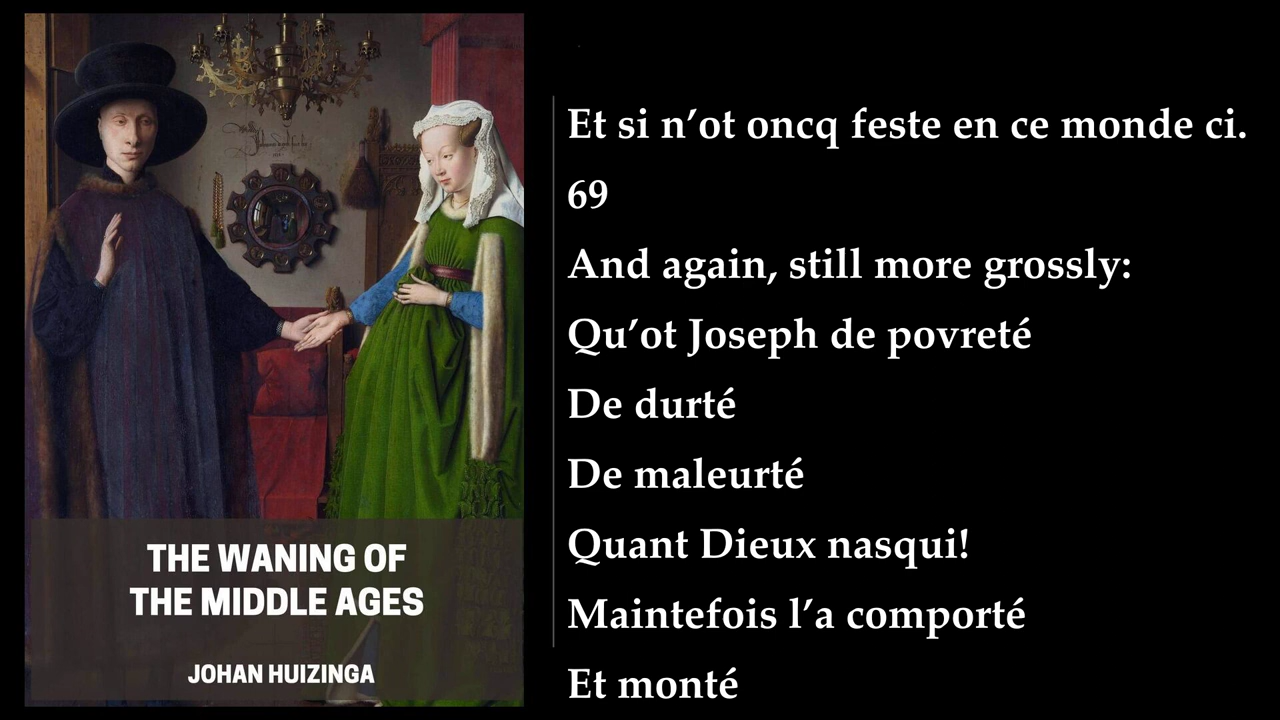 THE WANING OF
THE MIDDLE AGES
JOHAN HUIZINGA
Et si n’ot oncq feste en ce monde ci.
69
And again, still more grossly:
Qu’ot Joseph de povreté
De durté
De maleurté
Quant Dieux nasqui!
Maintefois l’a comporté
Et monté